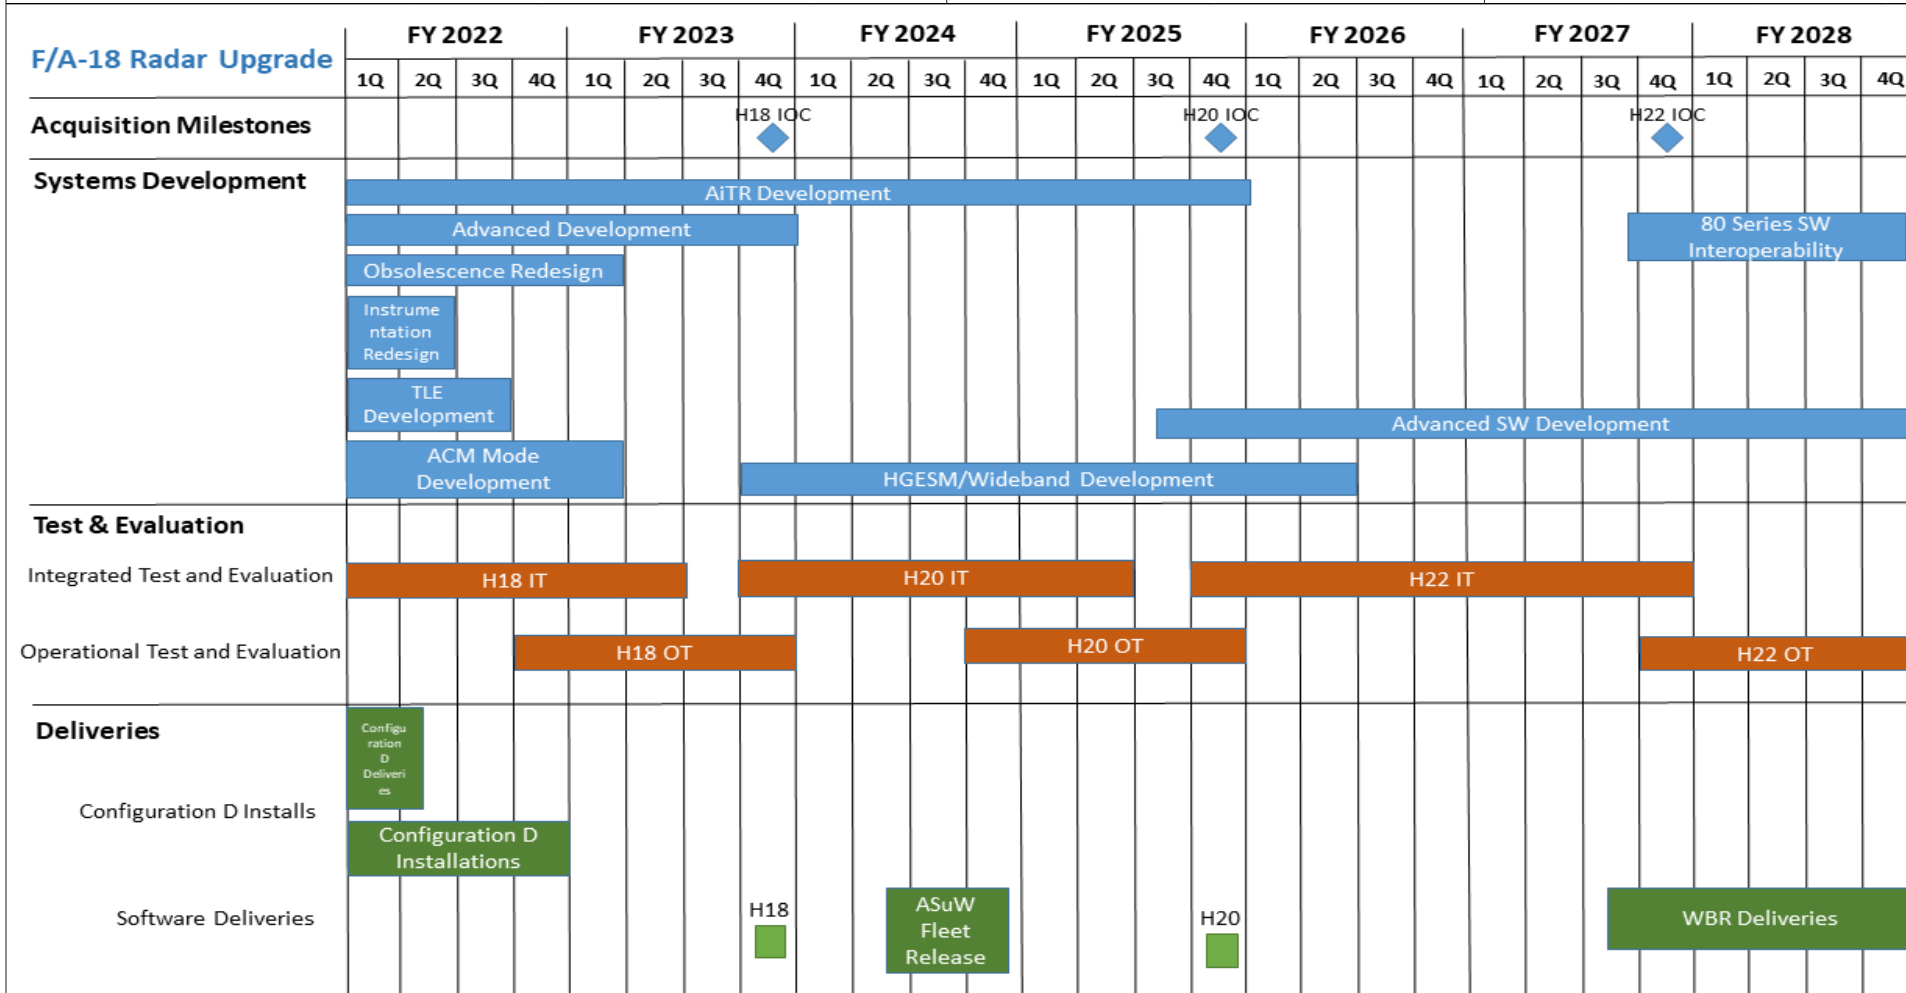 FY 2022 FY 2023 FY 2024 FY 2025 FY 2026 FY 2027 FY 2028
F/A-18 Radar Upgrade
1Q 2Q 3Q 4Q 1Q 2Q 3Q 4Q 1Q 2Q 3Q 4Q 1Q 2Q 3Q 4Q 1Q 2Q 3Q 4Q 1Q 2Q 3Q 4Q 1Q 2Q 3Q 4Q
Acquisition Milestones
H18 IOC
H20 IOC
H22 IOC
Systems Development
AiTR Development
Advanced Development
80 Series SW
Interoperability
Obsolescence Redesign
Instrume
ntation
Redesign
TLE
Development
Advanced SW Development
ACM Mode
Development
HGESM/Wideband Development
Test & Evaluation
Integrated Test and Evaluation
H18 IT
H20 IT
H22 IT
Operational Test and Evaluation
H18 OT
H20 OT
H22 OT
Deliveries
Configu
ration
D
Deliveri
es
Configuration D Installs
Configuration D
Installations
Software Deliveries
H18
ASuW
Fleet
Release
H20
WBR Deliveries